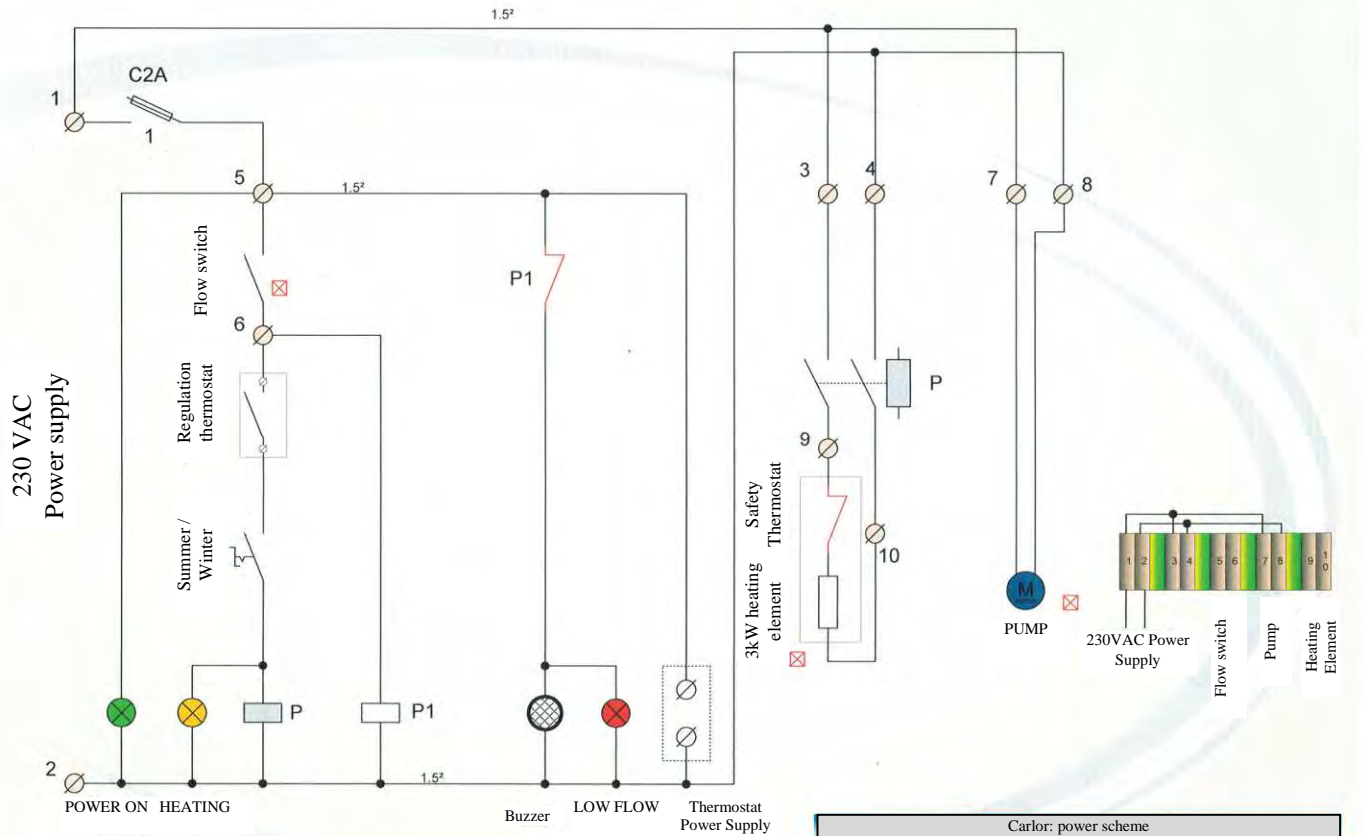 1.5²
C2A
1
1
5
1.5²
3
4
7
8
Flow switch
P1
6
230 VAC
Power supply
Regulation
thermostat
P
9
Safety
Thermostat
10
Summer /
Winter
3kW heating
element
M
PUMP
1 2 3 4 5 6 7 8 9 10
230VAC Power
Supply
Flow switch
Pump
Heating
Element
P
P1
2
1.5²
POWER ON HEATING
Buzzer
LOW FLOW
Thermostat
Power Supply
Carlor: power scheme